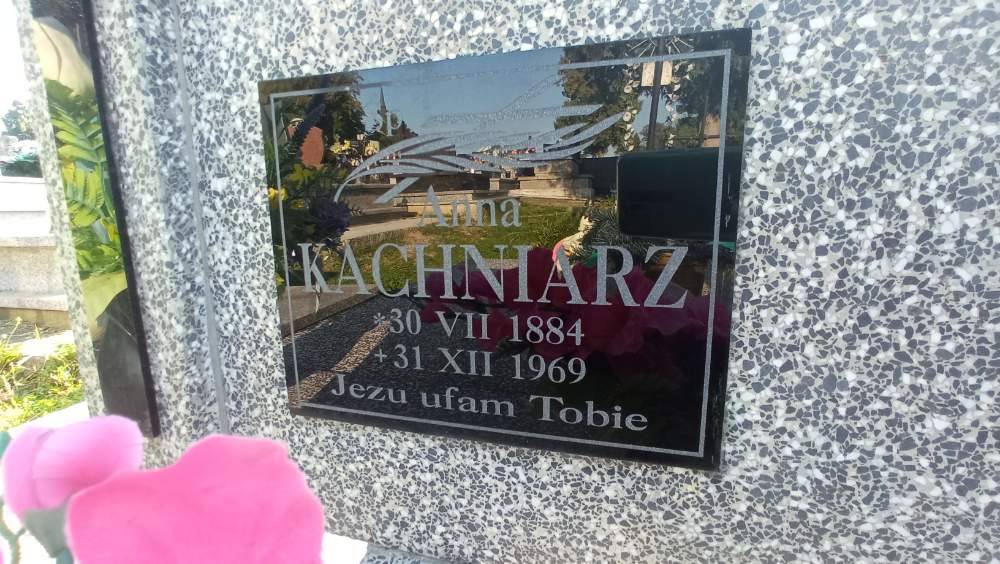 Anna
KACHNIARZ
*30 VII 1884
+31 XII 1969
Jezu ufam Tobie